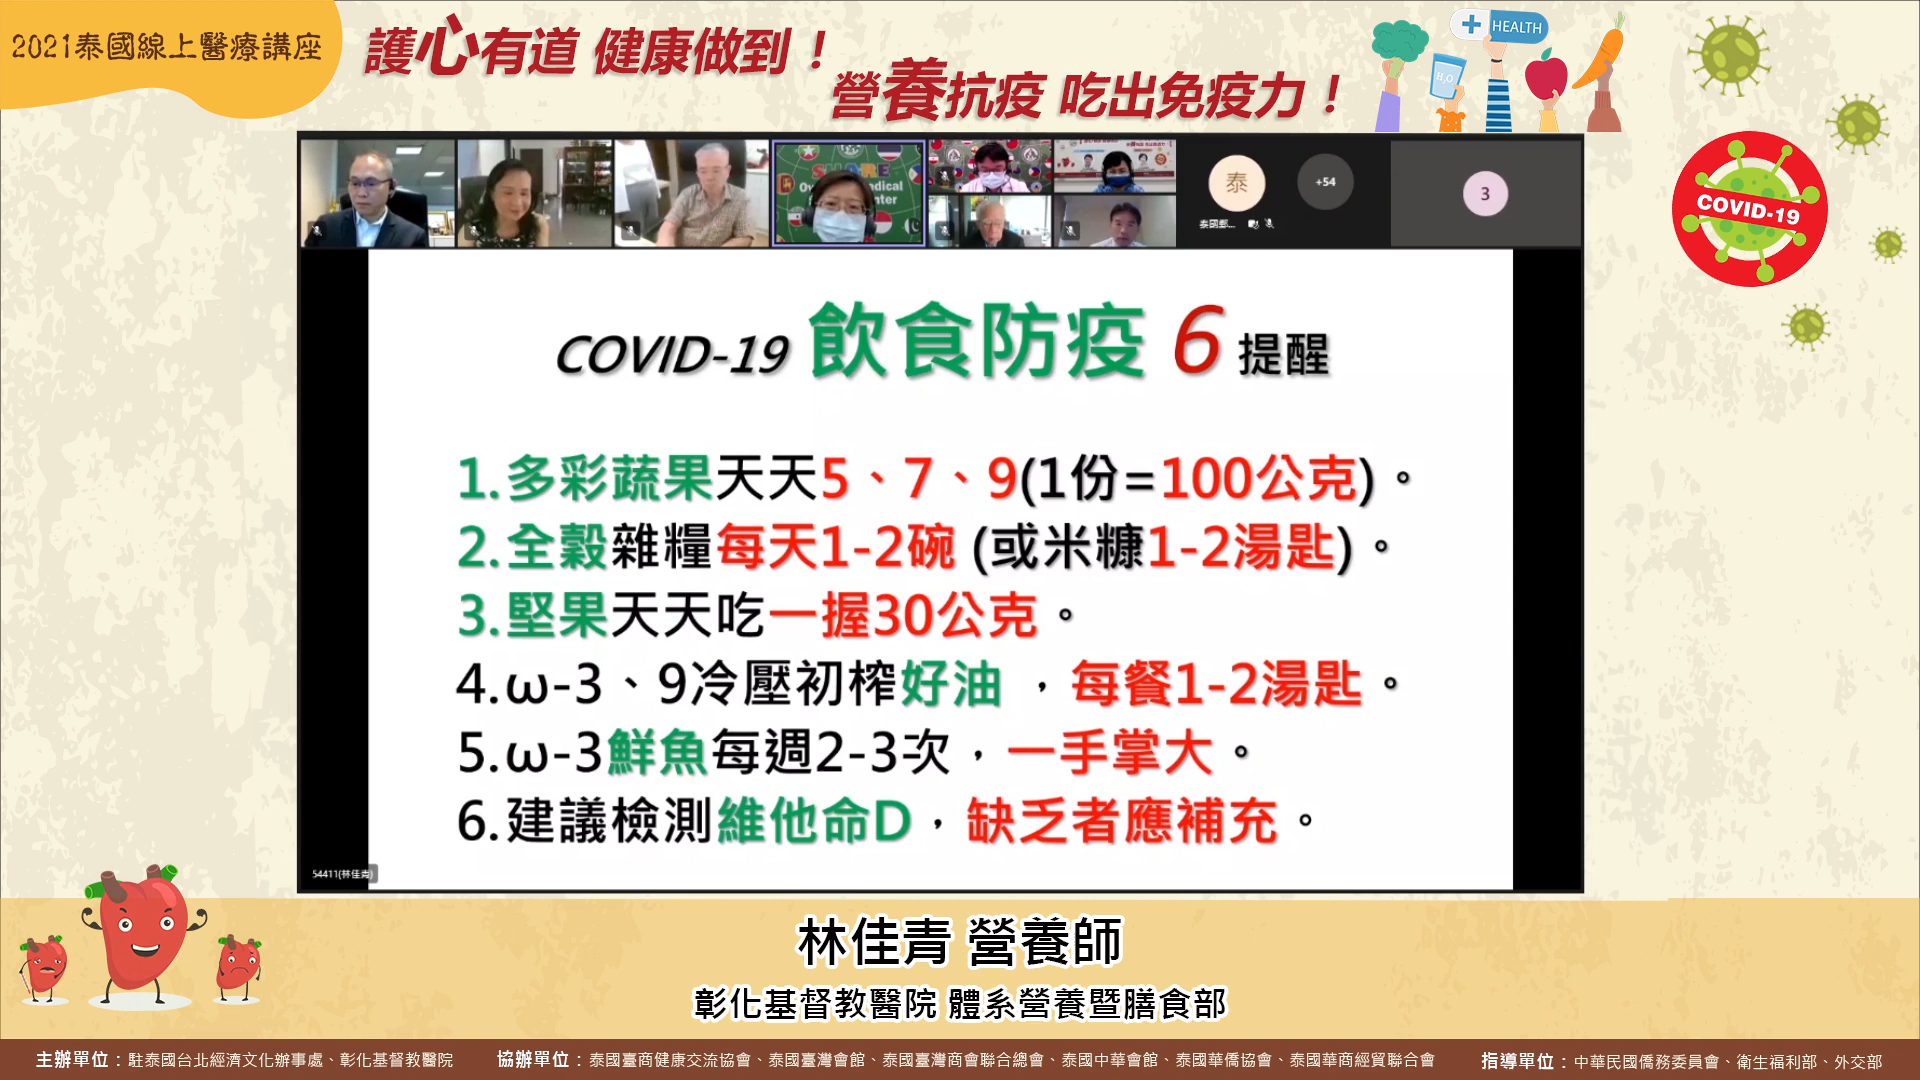 2021泰國線上醫療講座
護心有道 健康做到！
營養抗疫 吃出免疫力！
HEALTH
H₂O
COVID-19
SHARE
泰
+54
3
泰國彰...
COVID-19 飲食防疫 6 提醒
1.多彩蔬果天天5、7、9(1份=100公克)。
2.全穀雜糧每天1-2碗 (或米糠1-2湯匙)。
3.堅果天天吃一握30公克。
4.ω-3、9冷壓初榨好油 ，每餐1-2湯匙。
5.ω-3鮮魚每週2-3次，一手掌大。
6.建議檢測維他命D，缺乏者應補充。
54411(林佳青)
林佳青 營養師
彰化基督教醫院 體系營養暨膳食部
主辦單位：駐泰國台北經濟文化辦事處、彰化基督教醫院
協辦單位：泰國臺商健康交流協會、泰國臺灣會館、泰國臺灣商會聯合總會、泰國中華會館、泰國華僑協會、泰國華商經貿聯合會
指導單位：中華民國僑務委員會、衛生福利部、外交部